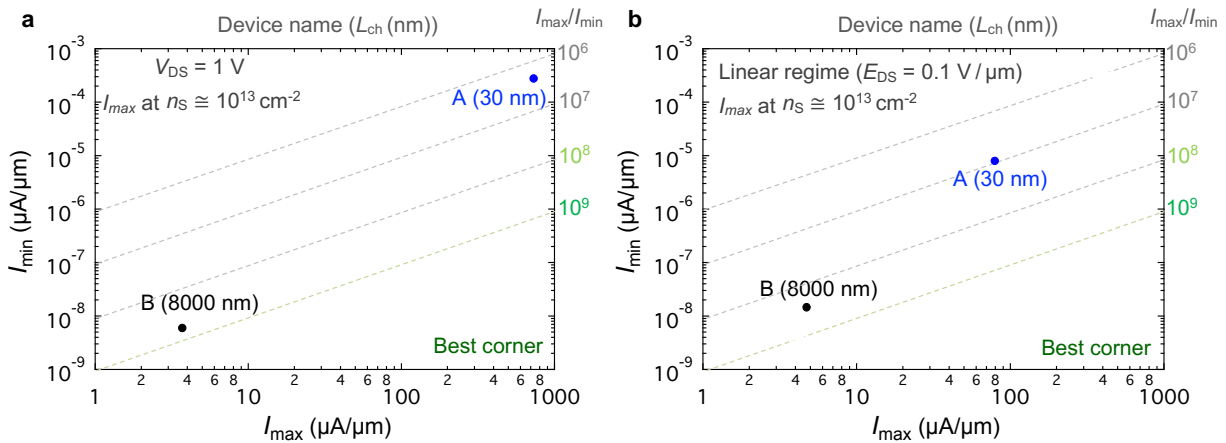 a
Device name (Lch (nm))
Imax/Imin
10-3
10-4
10-5
10-6
10-7
10-8
10-9
Imin (µA/µm)
VDS = 1 V
Imax at nS ≅ 10¹³ cm-2
A (30 nm)
B (8000 nm)
Best corner
10⁶
10⁷
10⁸
10⁹
1 2 4 6 8 10 2 4 6 8 100 2 4 6 8 1000
Imax (µA/µm)
b
Device name (Lch (nm))
Imax/Imin
10-3
10-4
10-5
10-6
10-7
10-8
10-9
Imin (µA/µm)
Linear regime (EDS = 0.1 V / µm)
Imax at nS ≅ 10¹³ cm-2
A (30 nm)
B (8000 nm)
Best corner
10⁶
10⁷
10⁸
10⁹
1 2 4 6 8 10 2 4 6 8 100 2 4 6 8 1000
Imax (µA/µm)